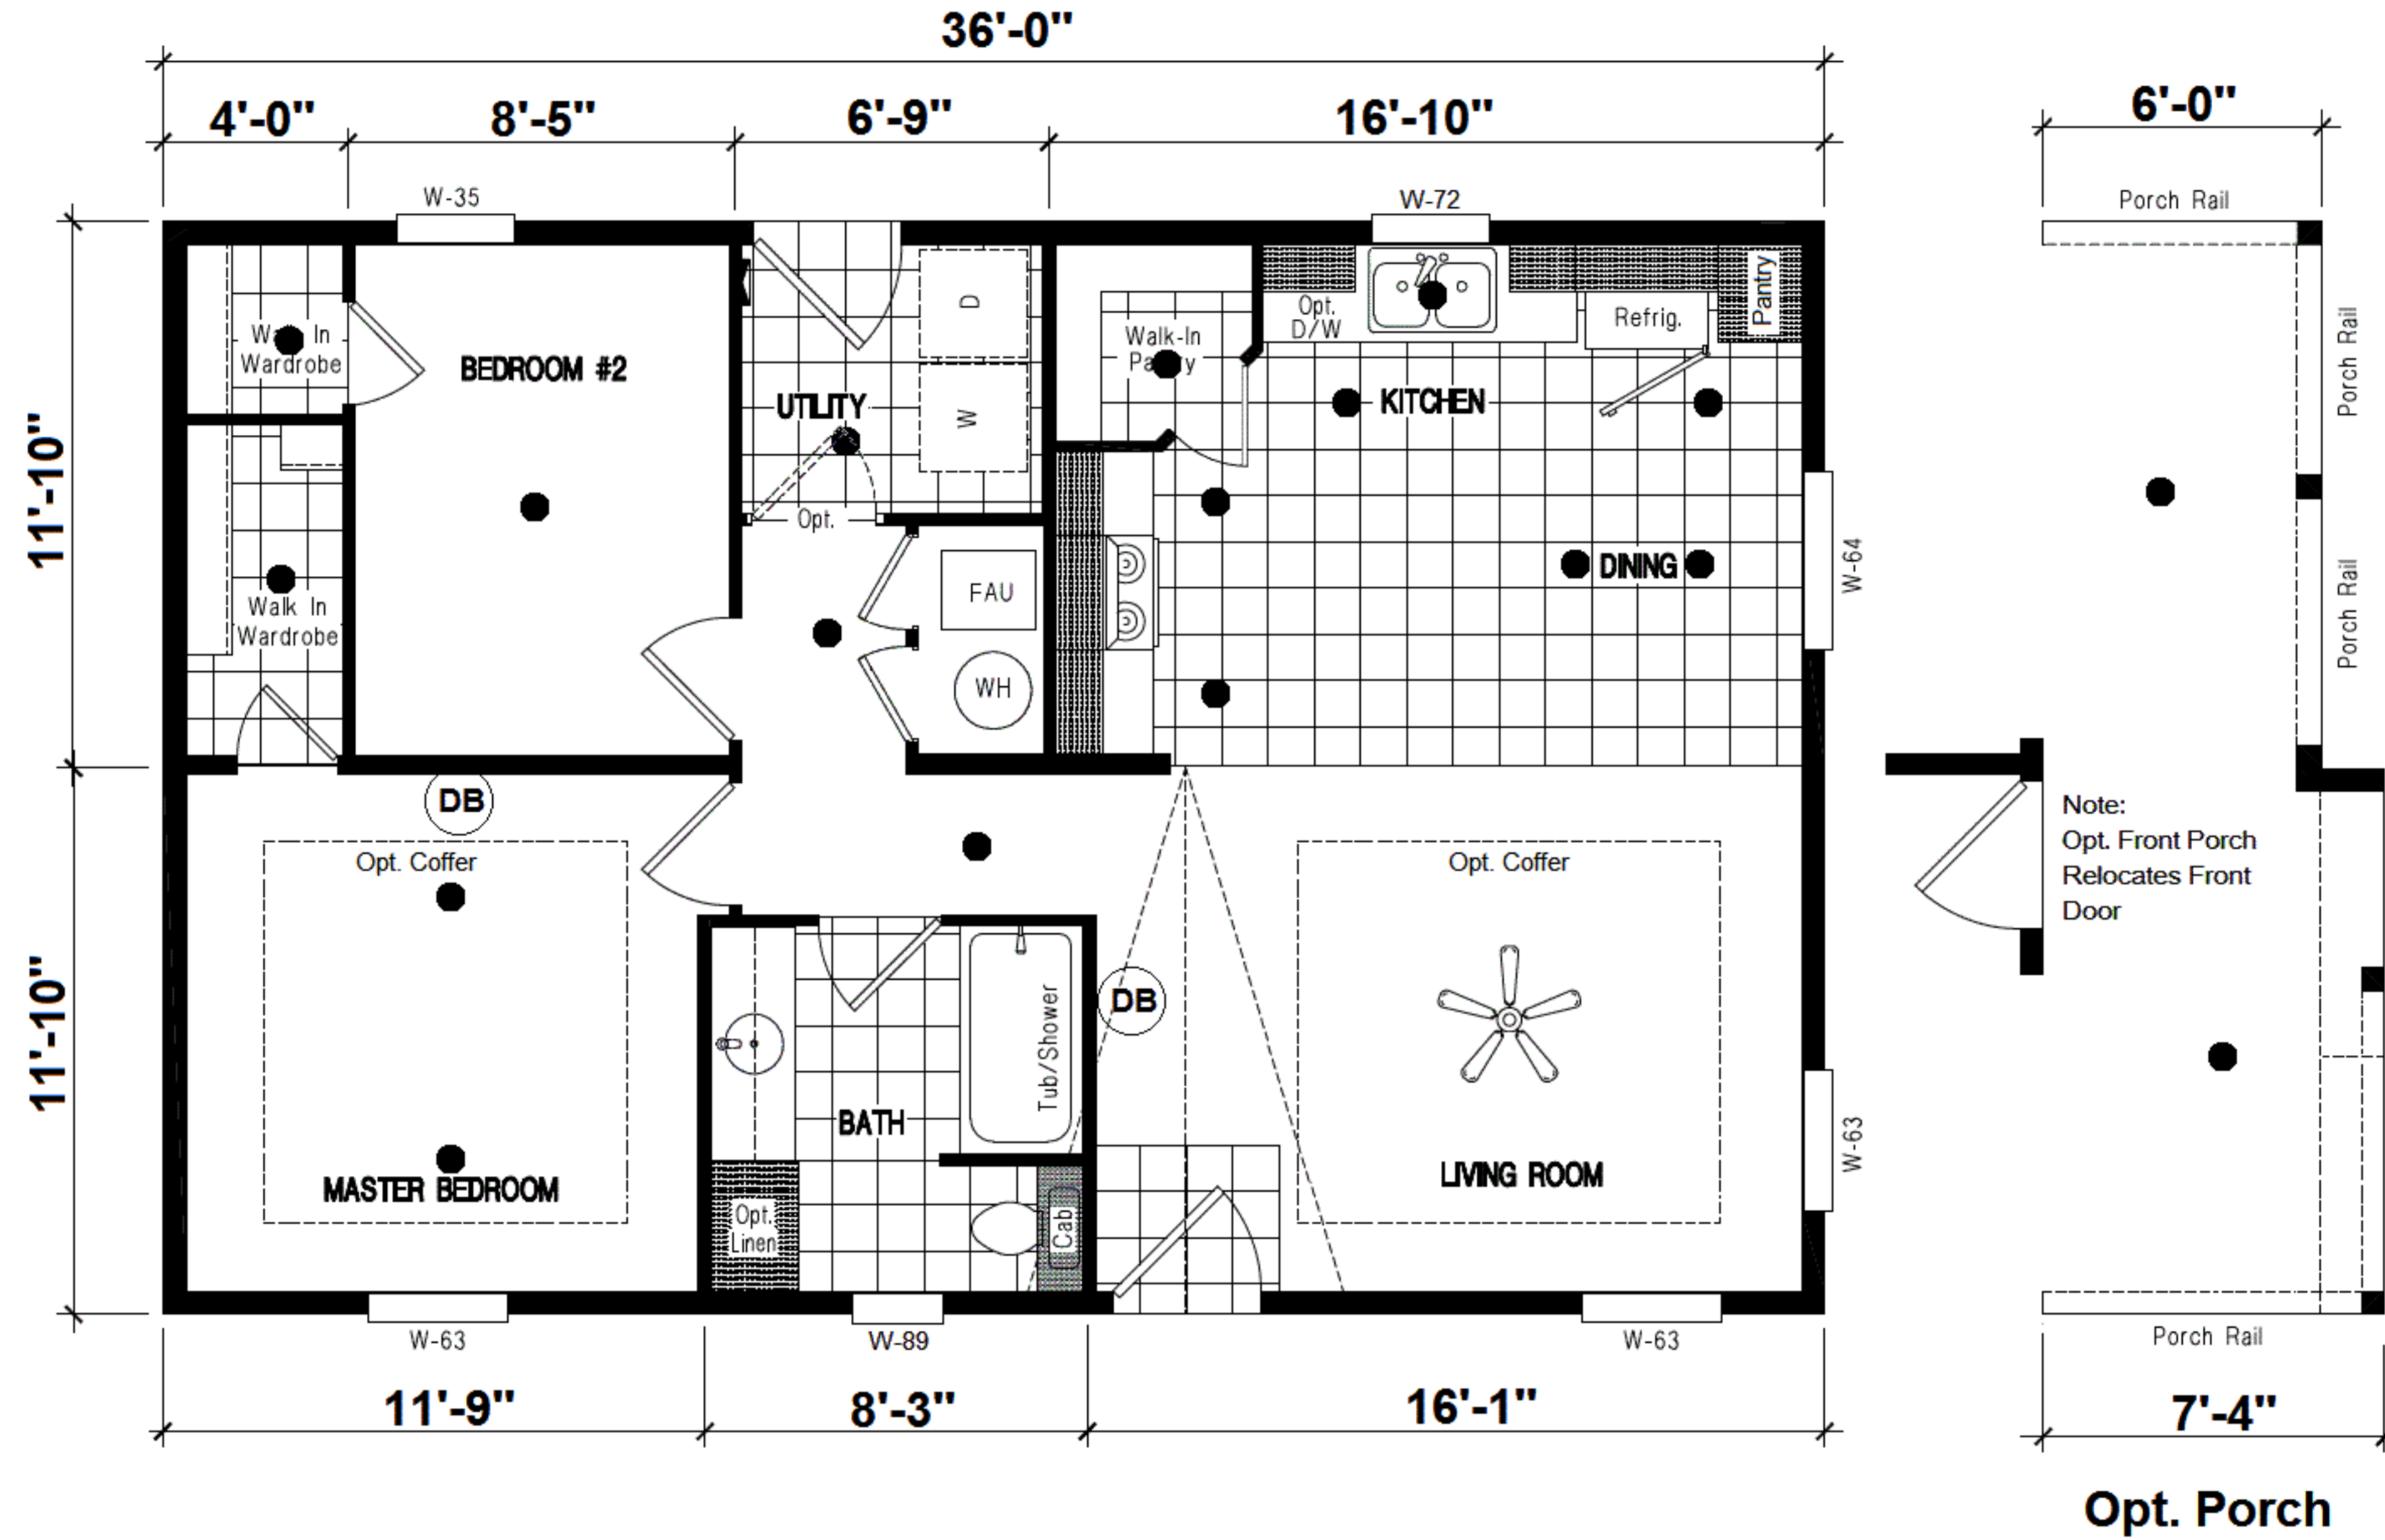 36'-0"
4'-0"
8'-5"
6'-9"
16'-10"
6'-0"
W-35
W-72
Porch Rail
11'-10"
11'-10"
Walk In
Wardrobe
BEDROOM #2
UTILITY
D
W
Opt.
Walk-In
Pantry
Opt.
D/W
Refrig.
Pantry
KITCHEN
DINING
W-64
Porch Rail
Porch Rail
Walk In
Wardrobe
FAU
WH
DB
Opt. Coffer
Opt. Coffer
Note:
Opt. Front Porch
Relocates Front
Door
DB
Tub/Shower
BATH
MASTER BEDROOM
Opt.
Linen
Cab
LIVING ROOM
W-63
W-63
W-89
W-63
Porch Rail
11'-9"
8'-3"
16'-1"
7'-4"
Opt. Porch